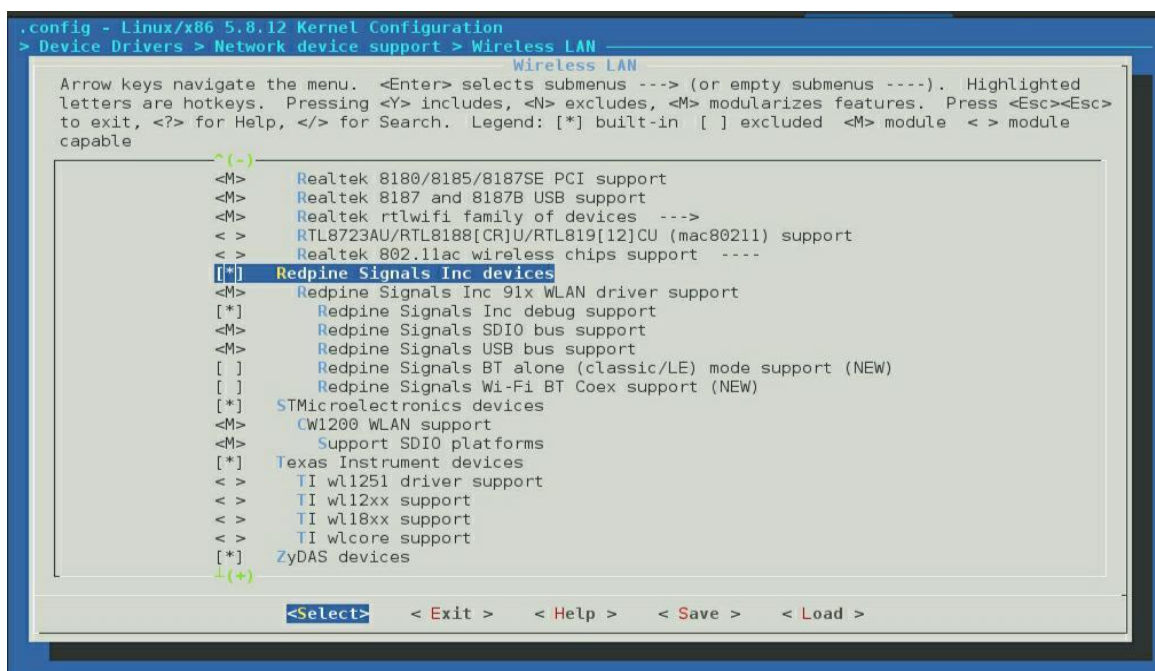 .config - Linux/x86 5.8.12 Kernel Configuration
> Device Drivers > Network device support > Wireless LAN
Wireless LAN
Arrow keys navigate the menu.  <Enter> selects submenus ---> (or empty submenus ----).  Highlighted
letters are hotkeys.  Pressing <Y> includes, <N> excludes, <M> modularizes features.  Press <Esc><Esc>
to exit, <?> for Help, </> for Search.  Legend: [*] built-in  [ ] excluded  <M> module  < > module
capable
^(-)
<M>     Realtek 8180/8185/8187SE PCI support
<M>     Realtek 8187 and 8187B USB support
<M>     Realtek rtlwifi family of devices  --->
< >     RTL8723AU/RTL8188[CR]U/RTL819[12]CU (mac80211) support
< >     Realtek 802.11ac wireless chips support  ----
[*]   Redpine Signals Inc devices
<M>     Redpine Signals Inc 91x WLAN driver support
[*]       Redpine Signals Inc debug support
<M>       Redpine Signals SDIO bus support
<M>       Redpine Signals USB bus support
[ ]       Redpine Signals BT alone (classic/LE) mode support (NEW)
[ ]       Redpine Signals Wi-Fi BT Coex support (NEW)
[*]   STMicroelectronics devices
<M>     CW1200 WLAN support
<M>       Support SDIO platforms
[*]   Texas Instrument devices
< >     TI wl1251 driver support
< >     TI wl12xx support
< >     TI wl18xx support
< >     TI wlcore support
[*]   ZyDAS devices
┴(+)
<Select>    < Exit >    < Help >    < Save >    < Load >